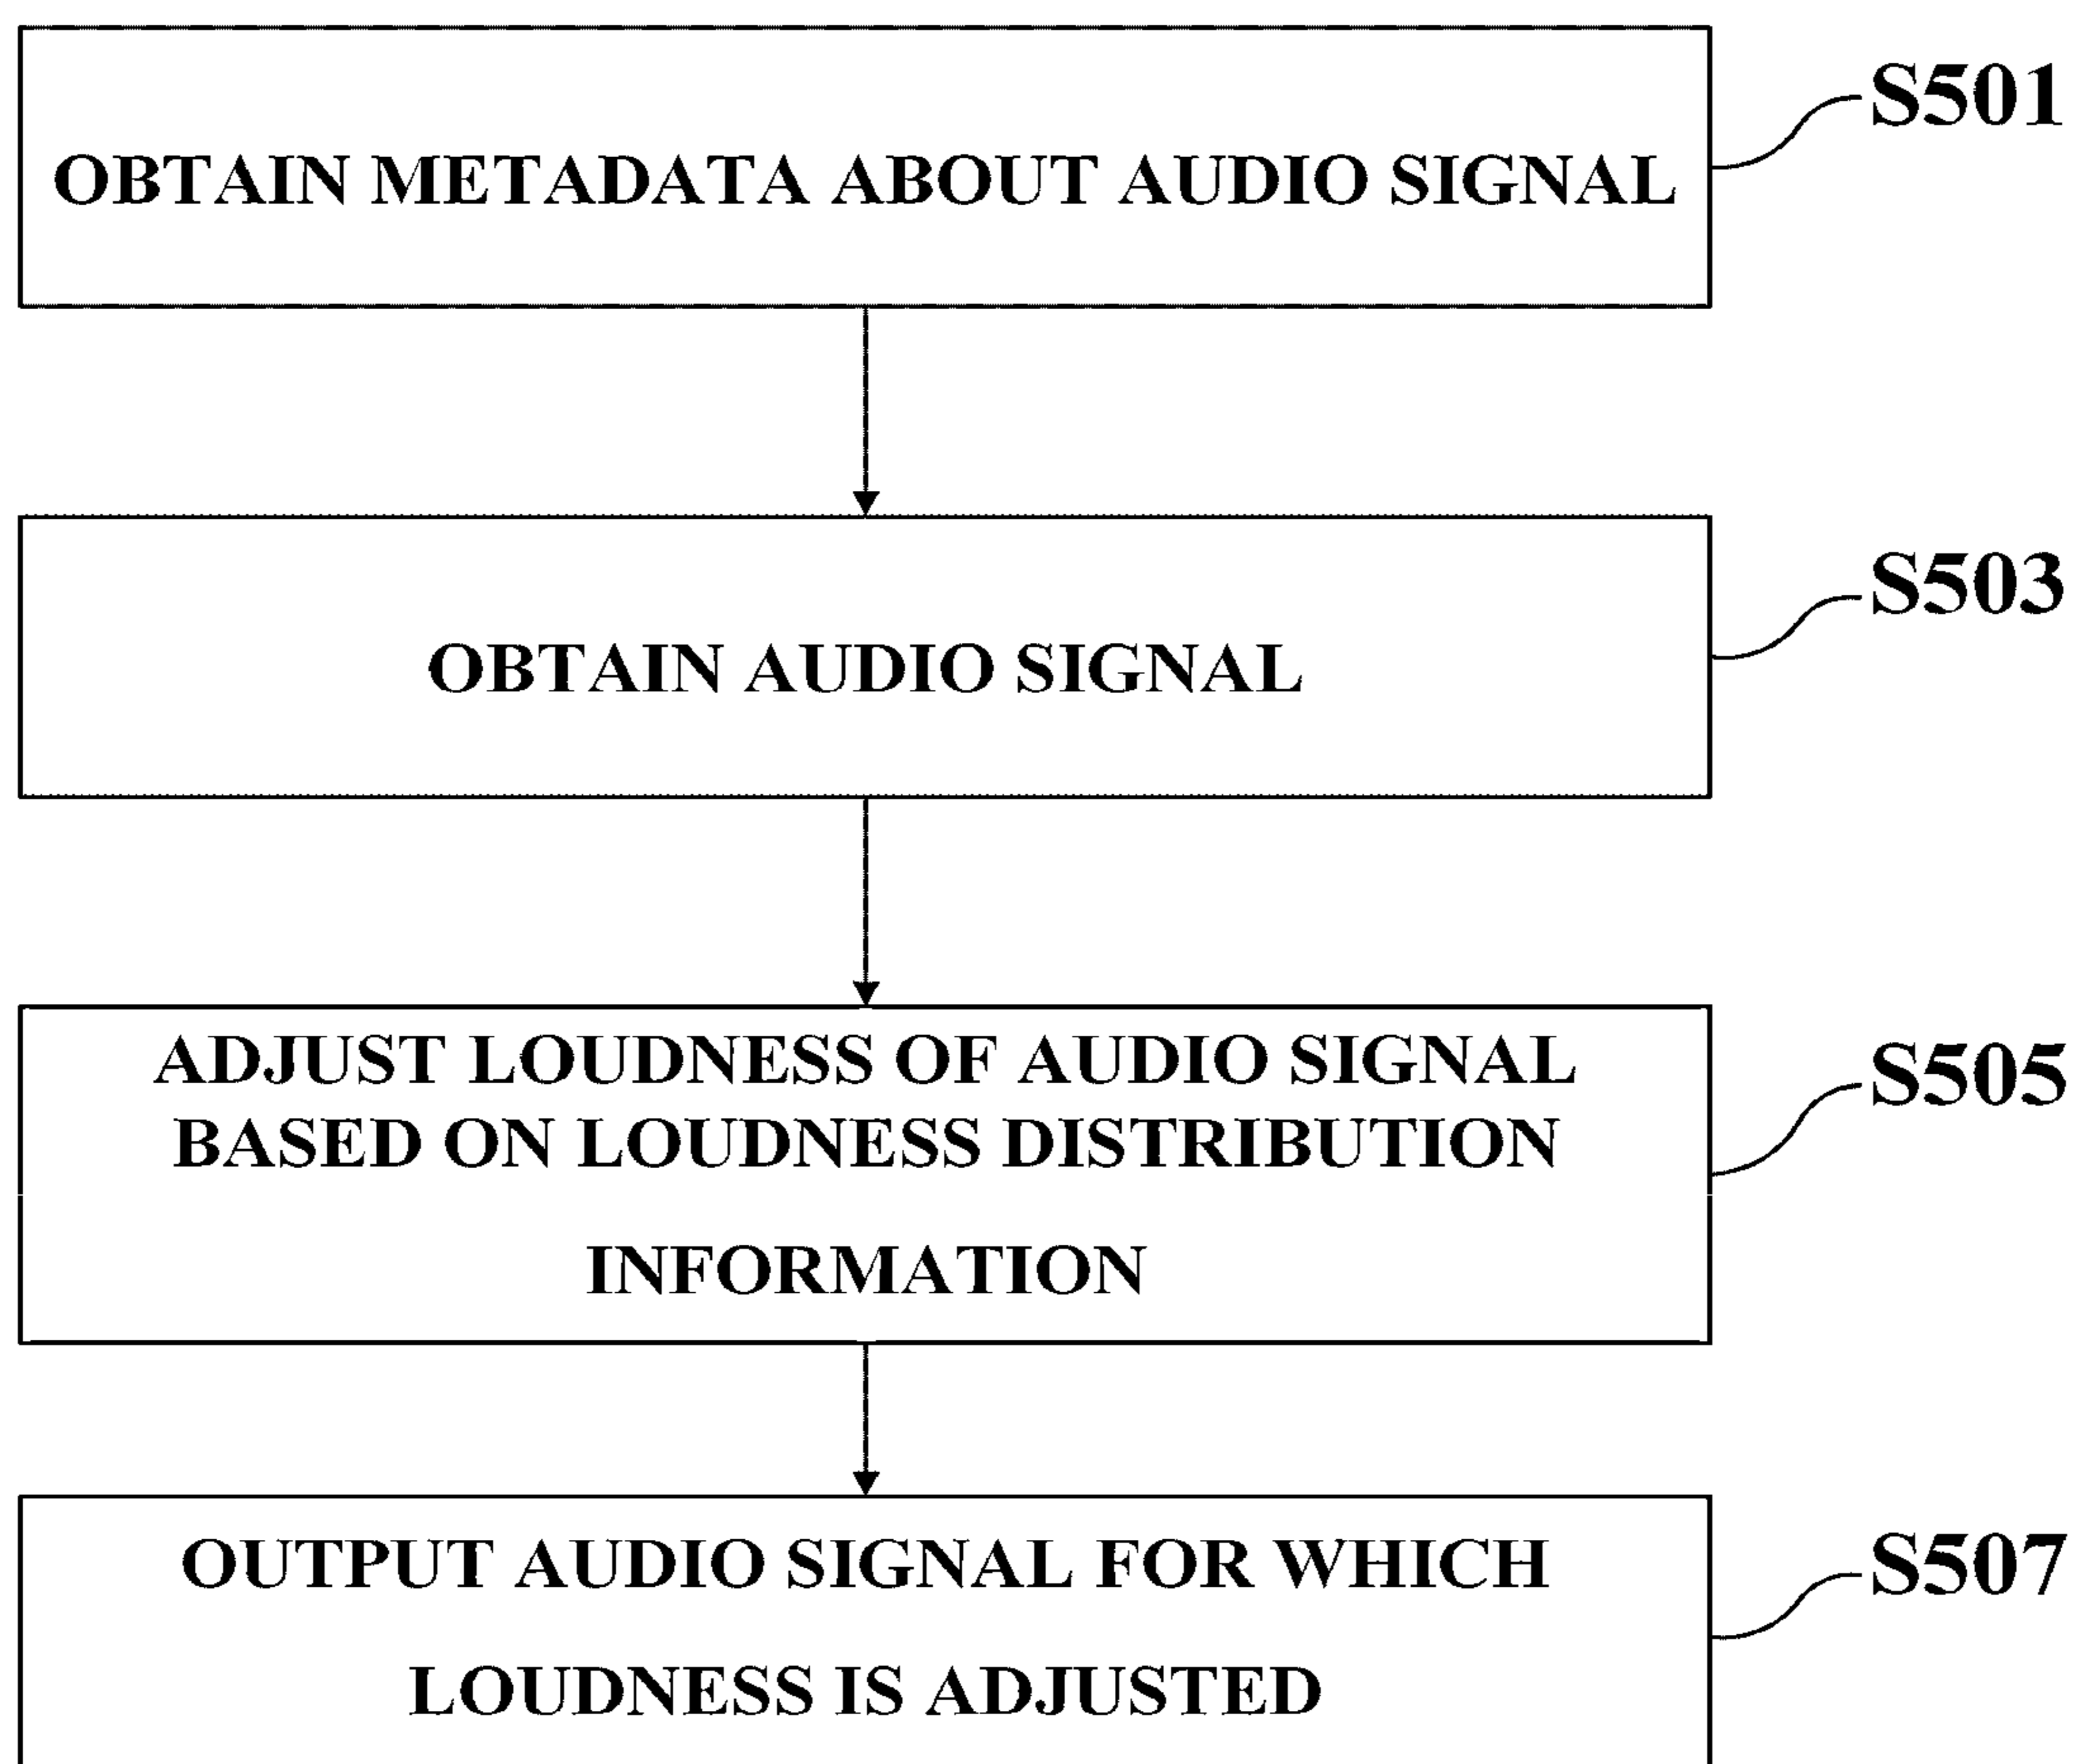 S501
OBTAIN METADATA ABOUT AUDIO SIGNAL
S503
OBTAIN AUDIO SIGNAL
S505
ADJUST LOUDNESS OF AUDIO SIGNAL
BASED ON LOUDNESS DISTRIBUTION
INFORMATION
S507
OUTPUT AUDIO SIGNAL FOR WHICH
LOUDNESS IS ADJUSTED